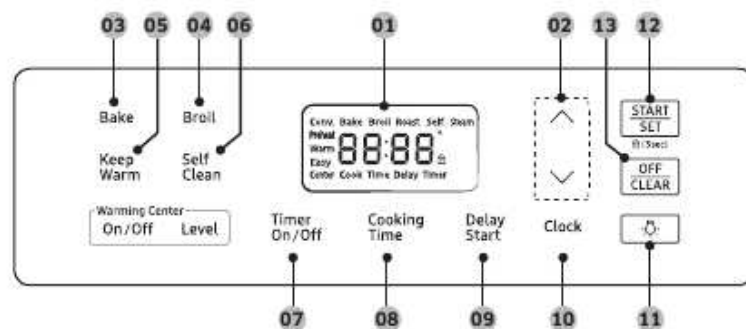 03 05 04 06 01 02 13 12
Bake Broil
Conv. Bake Broil Roast Self Steam
Preheat
Warm
Easy
88:88°
Center Cook Time Delay Timer
START
SET
(3sec)
Keep
Warm
Self
Clean
OFF
CLEAR
Warming Center
On/Off Level
Timer
On/Off
Cooking
Time
Delay
Start
Clock
07 08 09 10 11